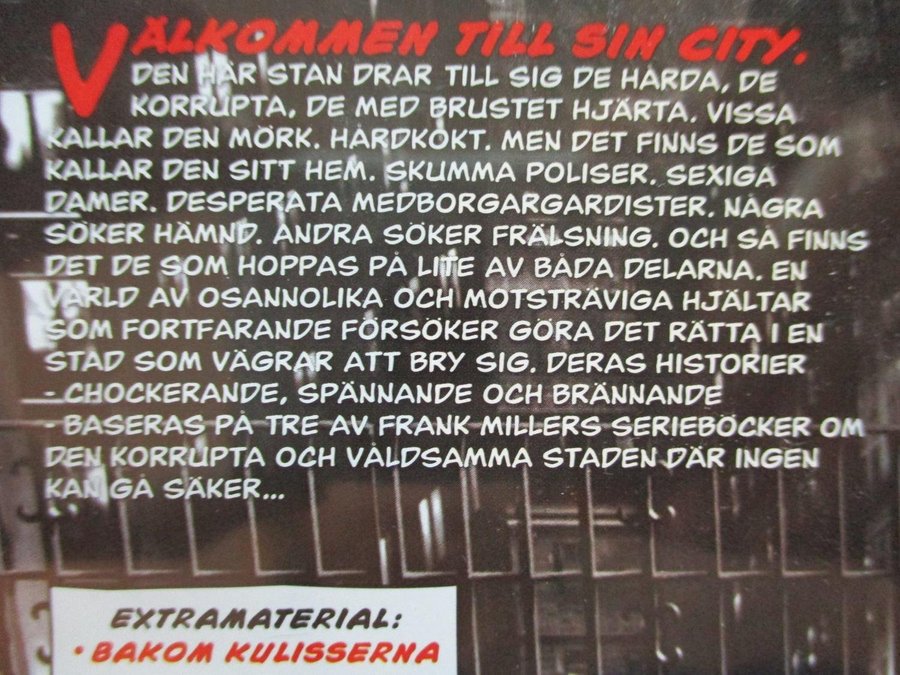 VÄLKOMMEN TILL SIN CITY.
DEN HÄR STAN DRAR TILL SIG DE HÅRDA, DE
KORRUPTA, DE MED BRUSTET HJÄRTA. VISSA
KALLAR DEN MÖRK. HÅRDKOKT. MEN DET FINNS DE SOM
KALLAR DEN SITT HEM. SKUMMA POLISER. SEXIGA
DAMER. DESPERATA MEDBORGARGARDISTER. NÅGRA
SÖKER HÄMND. ANDRA SÖKER FRÄLSNING. OCH SÅ FINNS
DET DE SOM HOPPAS PÅ LITE AV BÅDA DELARNA. EN
VÄRLD AV OSANNOLIKA OCH MOTSTRÄVIGA HJÄLTAR
SOM FORTFARANDE FÖRSÖKER GÖRA DET RÄTTA I EN
STAD SOM VÄGRAR ATT BRY SIG. DERAS HISTORIER
- CHOCKERANDE, SPÄNNANDE OCH BRÄNNANDE
- BASERAS PÅ TRE AV FRANK MILLERS SERIEBÖCKER OM
DEN KORRUPTA OCH VÅLDSAMMA STADEN DÄR INGEN
KAN GÅ SÄKER...
EXTRAMATERIAL:
• BAKOM KULISSERNA